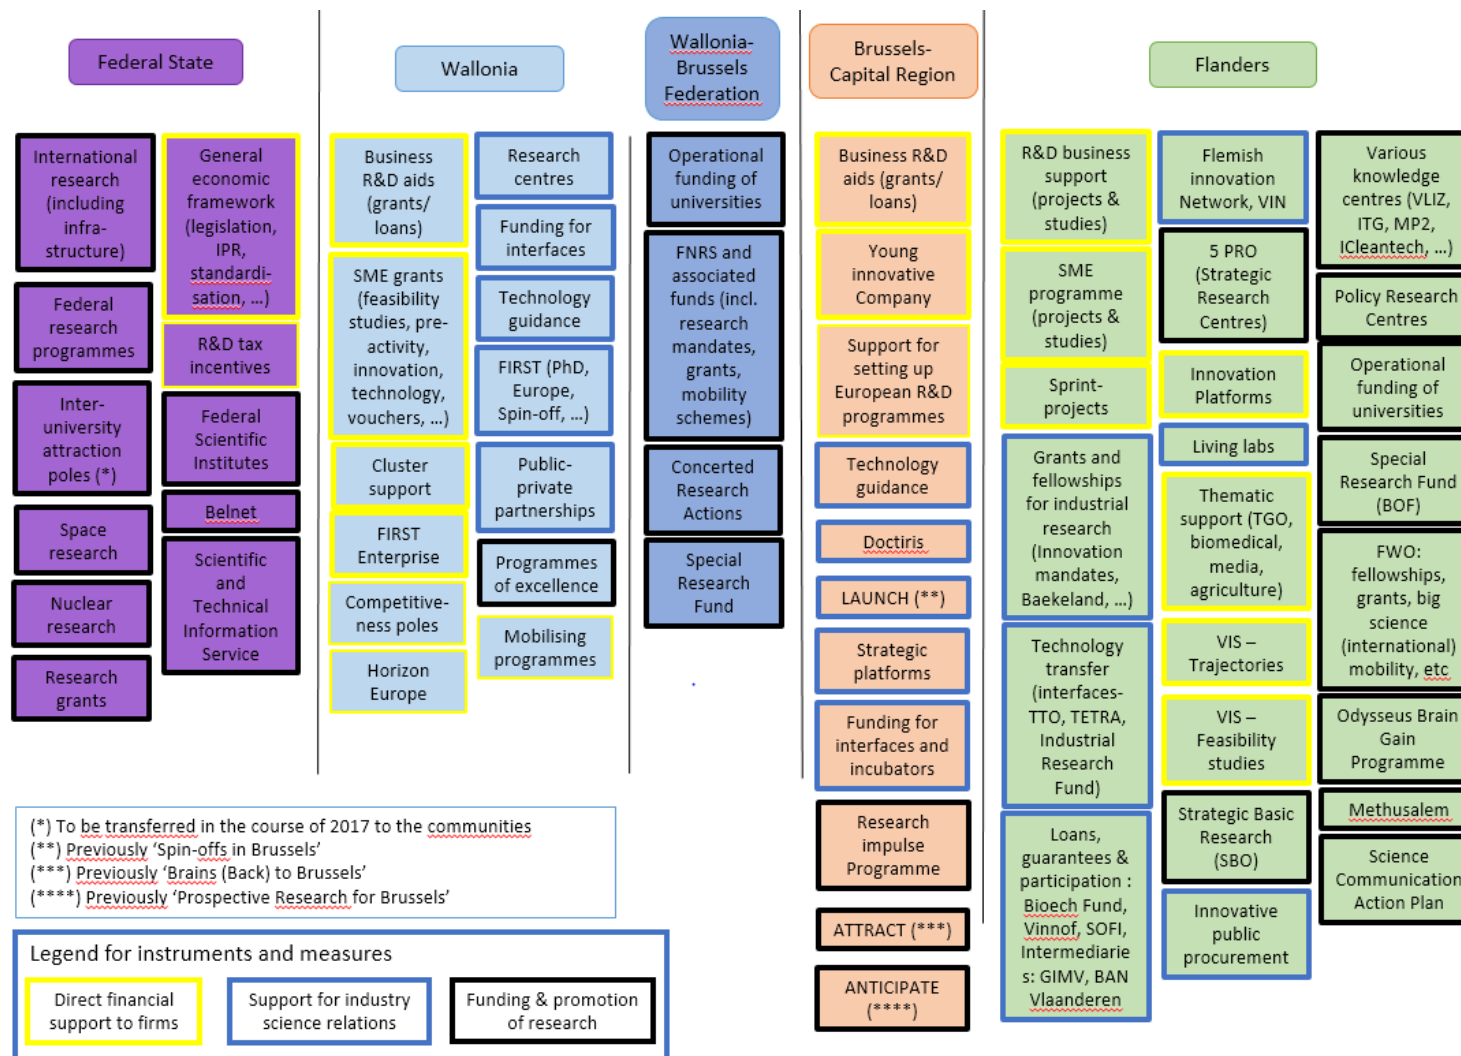 Federal State
International
research
(including
infra-
structure)
Federal
research
programmes
Inter-
university
attraction
poles (*)
Space
research
Nuclear
research
Research
grants
General
economic
framework
(legislation,
IPR,
standardi-
sation, ...)
R&D tax
incentives
Federal
Scientific
Institutes
Belnet
Scientific
and
Technical
Information
Service
Wallonia
Business
R&D aids
(grants/
loans)
SME grants
(feasibility
studies, pre-
activity,
innovation,
technology,
vouchers, ...)
Cluster
support
FIRST
Enterprise
Competitive-
ness poles
Horizon
Europe
Research
centres
Funding for
interfaces
Technology
guidance
FIRST (PhD,
Europe,
Spin-off, ...)
Public-
private
partnerships
Programmes
of excellence
Mobilising
programmes
Wallonia-
Brussels
Federation
Operational
funding of
universities
FNRS and
associated
funds (incl.
research
mandates,
grants,
mobility
schemes)
Concerted
Research
Actions
Special
Research
Fund
Brussels-
Capital Region
Business R&D
aids (grants/
loans)
Young
innovative
Company
Support for
setting up
European R&D
programmes
Technology
guidance
Doctiris
LAUNCH (**)
Strategic
platforms
Funding for
interfaces and
incubators
Research
impulse
Programme
ATTRACT (***)
ANTICIPATE
(****)
Flanders
R&D business
support
(projects &
studies)
SME
programme
(projects &
studies)
Sprint-
projects
Grants and
fellowships
for industrial
research
(Innovation
mandates,
Baekeland, ...)
Technology
transfer
(interfaces-
TTO, TETRA,
Industrial
Research
Fund)
Loans,
guarantees &
participation :
Bioech Fund,
Vinnof, SOFI,
Intermediarie
s: GIMV, BAN
Vlaanderen
Flemish
innovation
Network, VIN
5 PRO
(Strategic
Research
Centres)
Innovation
Platforms
Living labs
Thematic
support (TGO,
biomedical,
media,
agriculture)
VIS –
Trajectories
VIS –
Feasibility
studies
Strategic Basic
Research
(SBO)
Innovative
public
procurement
Various
knowledge
centres (VLIZ,
ITG, MP2,
ICleantech, ...)
Policy Research
Centres
Operational
funding of
universities
Special
Research Fund
(BOF)
FWO:
fellowships,
grants, big
science
(international)
mobility, etc
Odysseus Brain
Gain
Programme
Methusalem
Science
Communication
Action Plan
(*) To be transferred in the course of 2017 to the communities
(**) Previously ‘Spin-offs in Brussels’
(***) Previously ‘Brains (Back) to Brussels’
(****) Previously ‘Prospective Research for Brussels’
Legend for instruments and measures
Direct financial
support to firms
Support for industry
science relations
Funding & promotion
of research